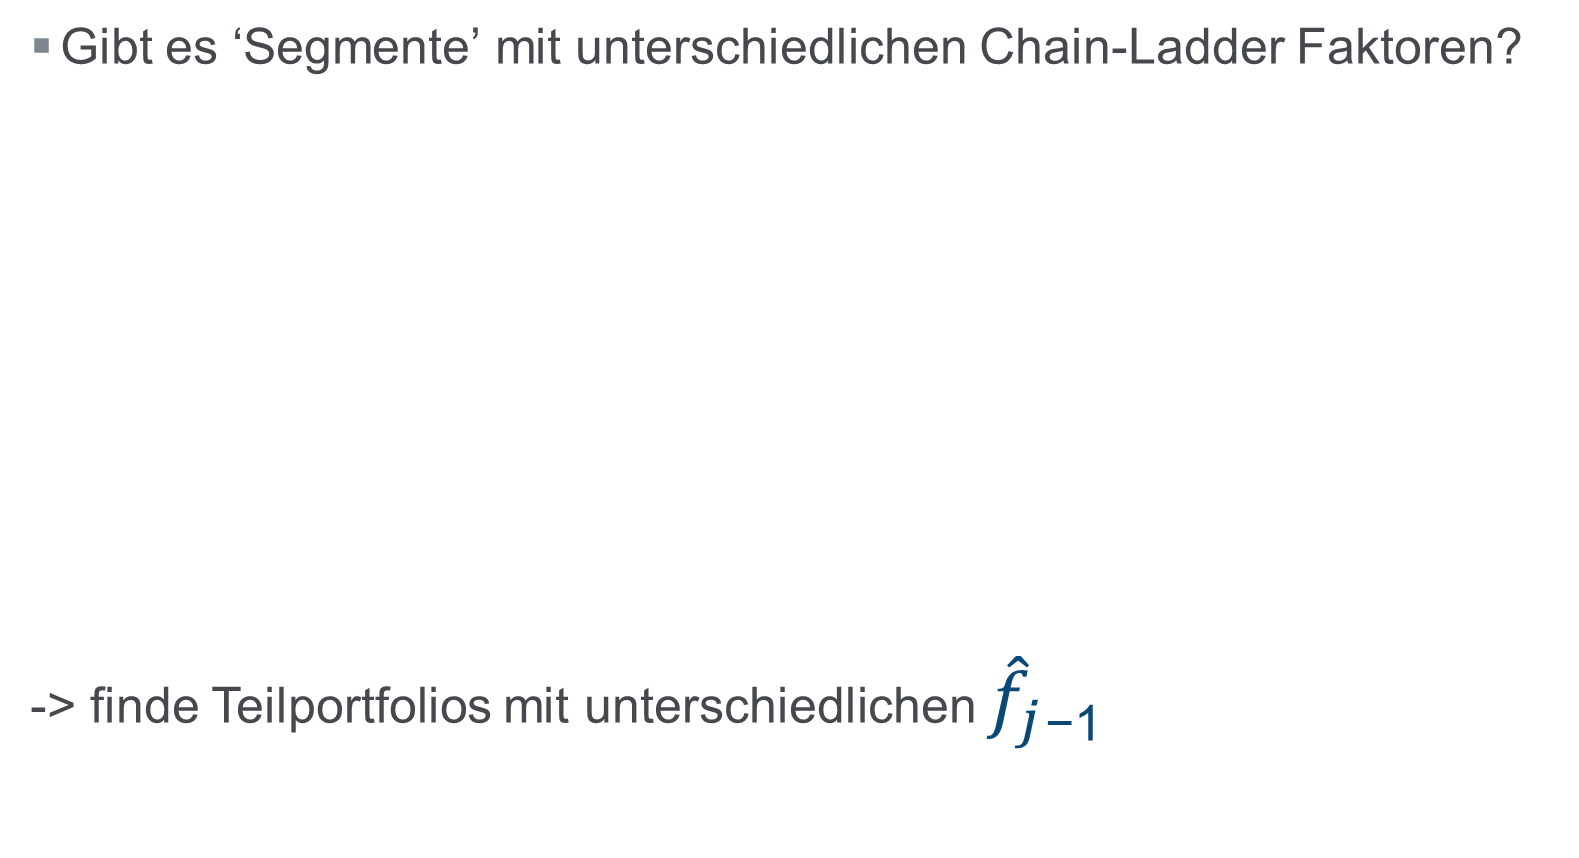 ▪ Gibt es ‘Segmente’ mit unterschiedlichen Chain-Ladder Faktoren?
-> finde Teilportfolios mit unterschiedlichen f̂_{j−1}